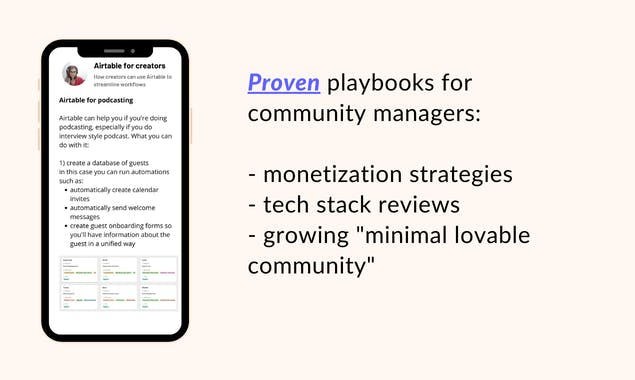 Airtable for creators
How creators can use Airtable to
streamline workflows
Airtable for podcasting
Airtable can help you if you're doing
podcasting, especially if you do
interview style podcast. What you can
do with it:
1) create a database of guests
in this case you can run automations
such as:
• automatically create calendar
invites
• automatically send welcome
messages
• create guest onboarding forms so
you'll have information about the
guest in a unified way
Proven playbooks for
community managers:
- monetization strategies
- tech stack reviews
- growing "minimal lovable
community"